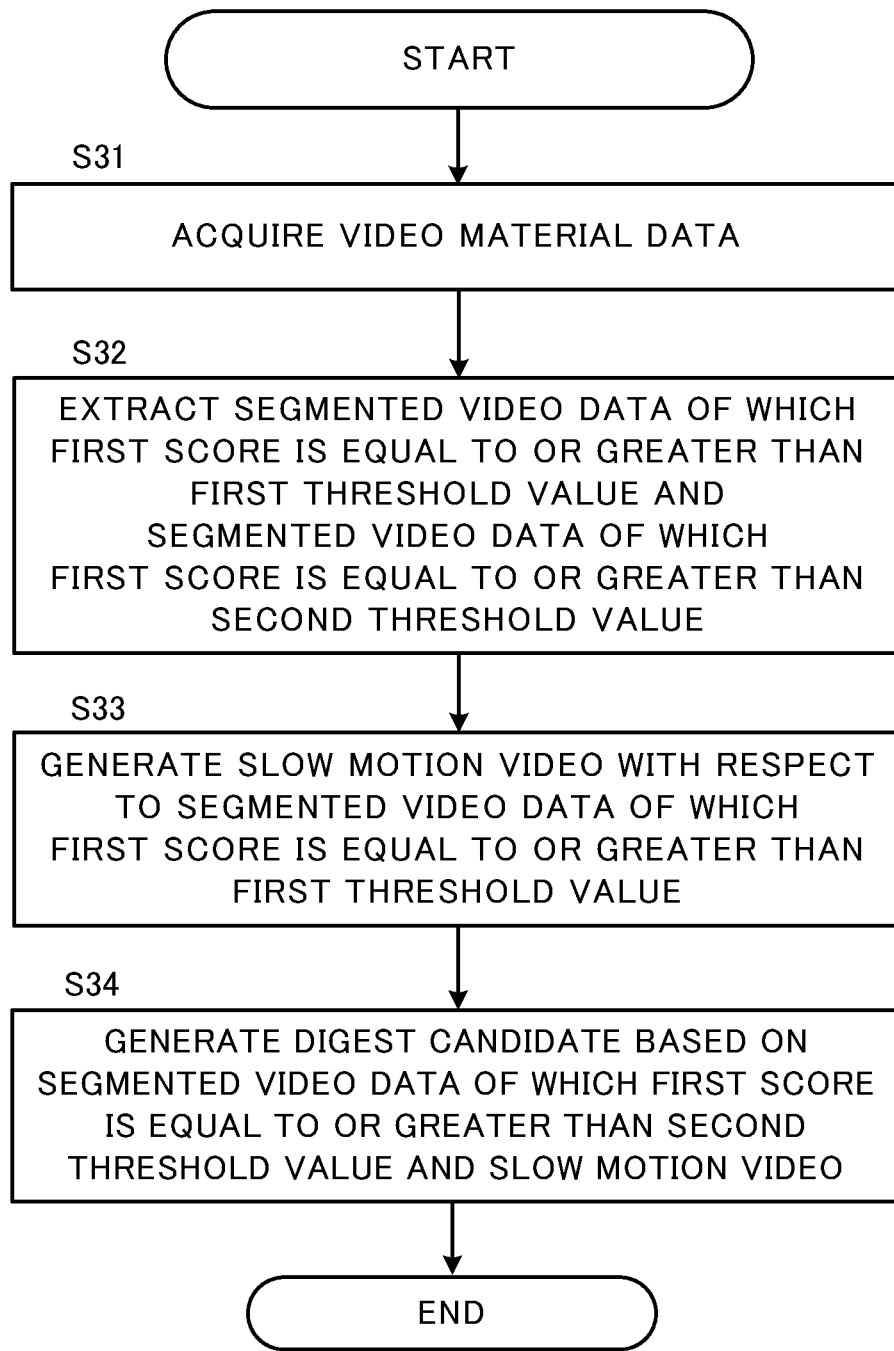 START
S31
ACQUIRE VIDEO MATERIAL DATA
S32
EXTRACT SEGMENTED VIDEO DATA OF WHICH
FIRST SCORE IS EQUAL TO OR GREATER THAN
FIRST THRESHOLD VALUE AND
SEGMENTED VIDEO DATA OF WHICH
FIRST SCORE IS EQUAL TO OR GREATER THAN
SECOND THRESHOLD VALUE
S33
GENERATE SLOW MOTION VIDEO WITH RESPECT
TO SEGMENTED VIDEO DATA OF WHICH
FIRST SCORE IS EQUAL TO OR GREATER THAN
FIRST THRESHOLD VALUE
S34
GENERATE DIGEST CANDIDATE BASED ON
SEGMENTED VIDEO DATA OF WHICH FIRST SCORE
IS EQUAL TO OR GREATER THAN SECOND
THRESHOLD VALUE AND SLOW MOTION VIDEO
END